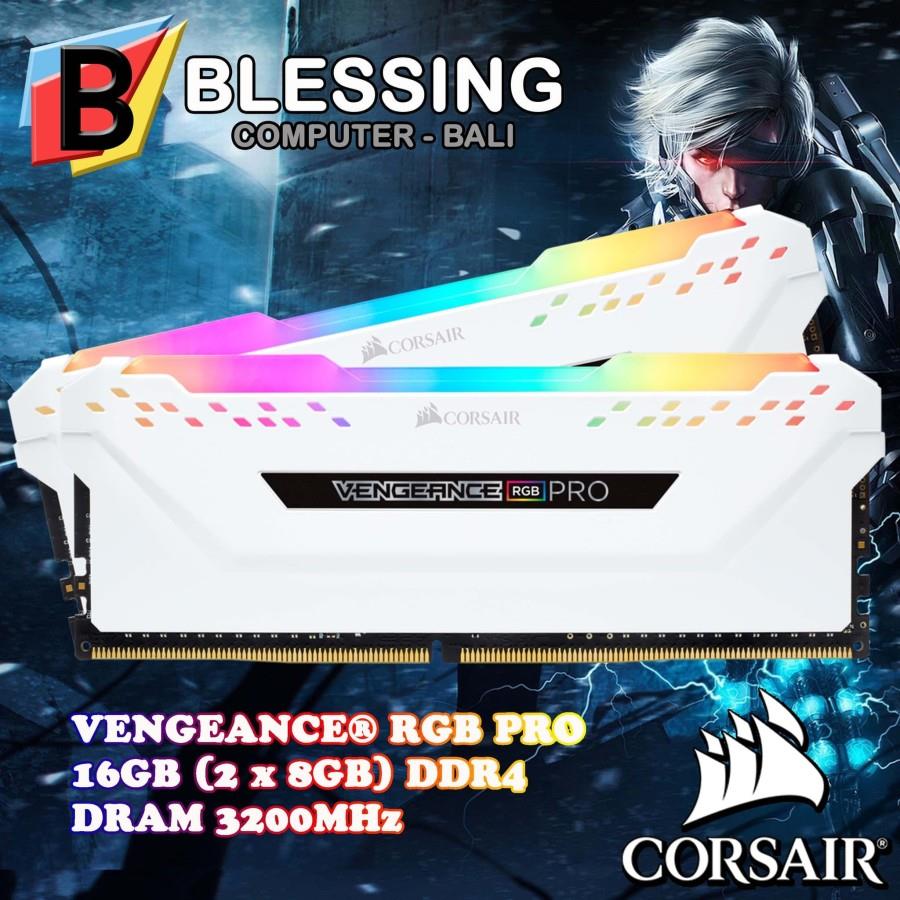 B
BLESSING
COMPUTER - BALI
CORSAIR
CORSAIR
VENGEANCE RGB PRO
VENGEANCE® RGB PRO
16GB (2 x 8GB) DDR4
DRAM 3200MHz
CORSAIR®